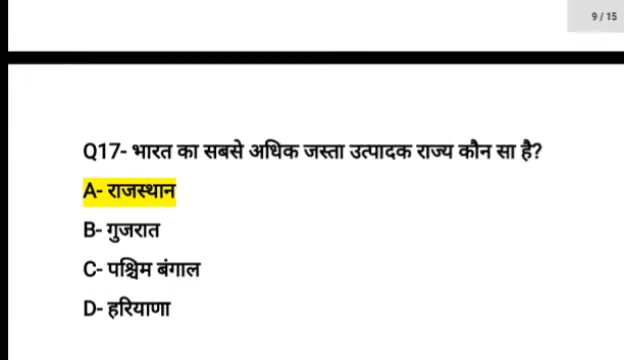 9 / 15
Q17- भारत का सबसे अधिक जस्ता उत्पादक राज्य कौन सा है?
A- राजस्थान
B- गुजरात
C- पश्चिम बंगाल
D- हरियाणा